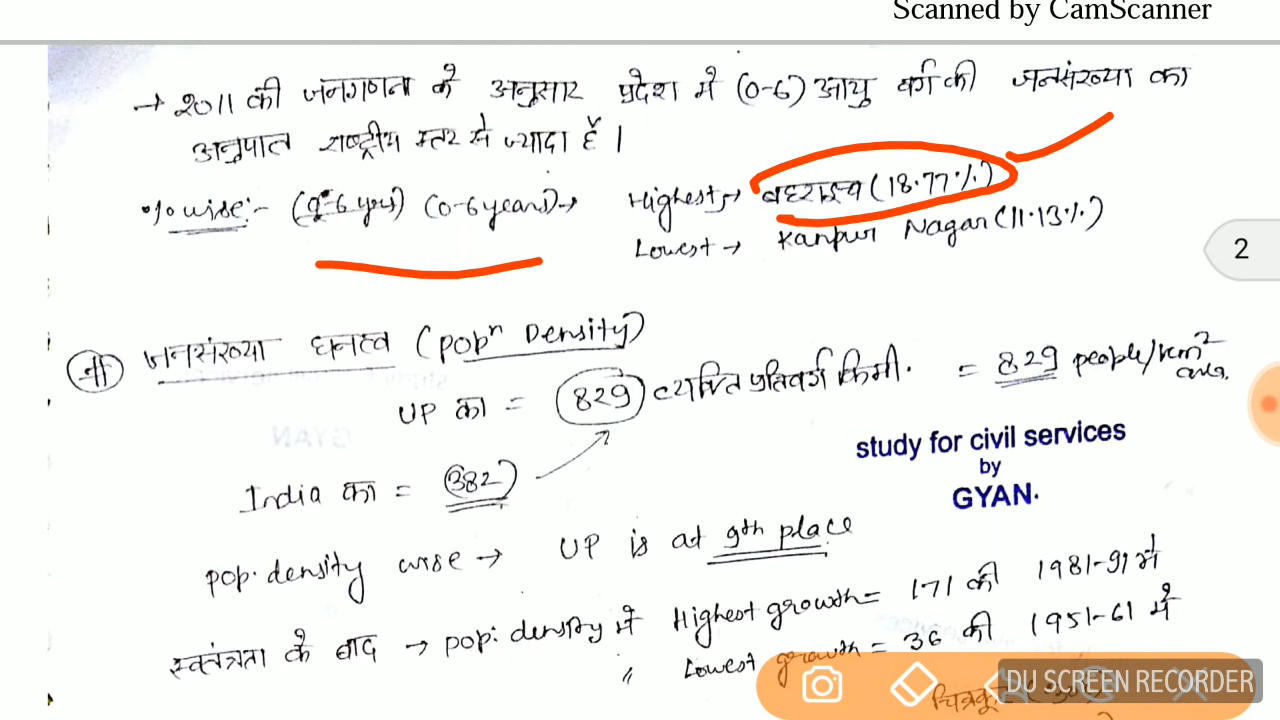 Scanned by CamScanner
→ 2011 की जनगणना के अनुसार प्रदेश में (0-6) आयु वर्ग की जनसंख्या का
अनुपात राष्ट्रीय स्तर से ज्यादा है।
% wise:- (0-6 years) (0-6 years) → Highest → (18.77%)
Lowest → Kanpur Nagar (11.13%)
2
# जनसंख्या घनत्व (popn Density)
UP का = 829 व्यक्ति प्रतिवर्ग किमी. = 829 people/km2
India का = 382
study for civil services
by
GYAN.
pop. density wise → UP is at 9th place
स्वतंत्रता के बाद → pop. density में Highest growth = 171 की 1981-91 में
" Lowest growth = 36 की 1951-61 में
DU SCREEN RECORDER